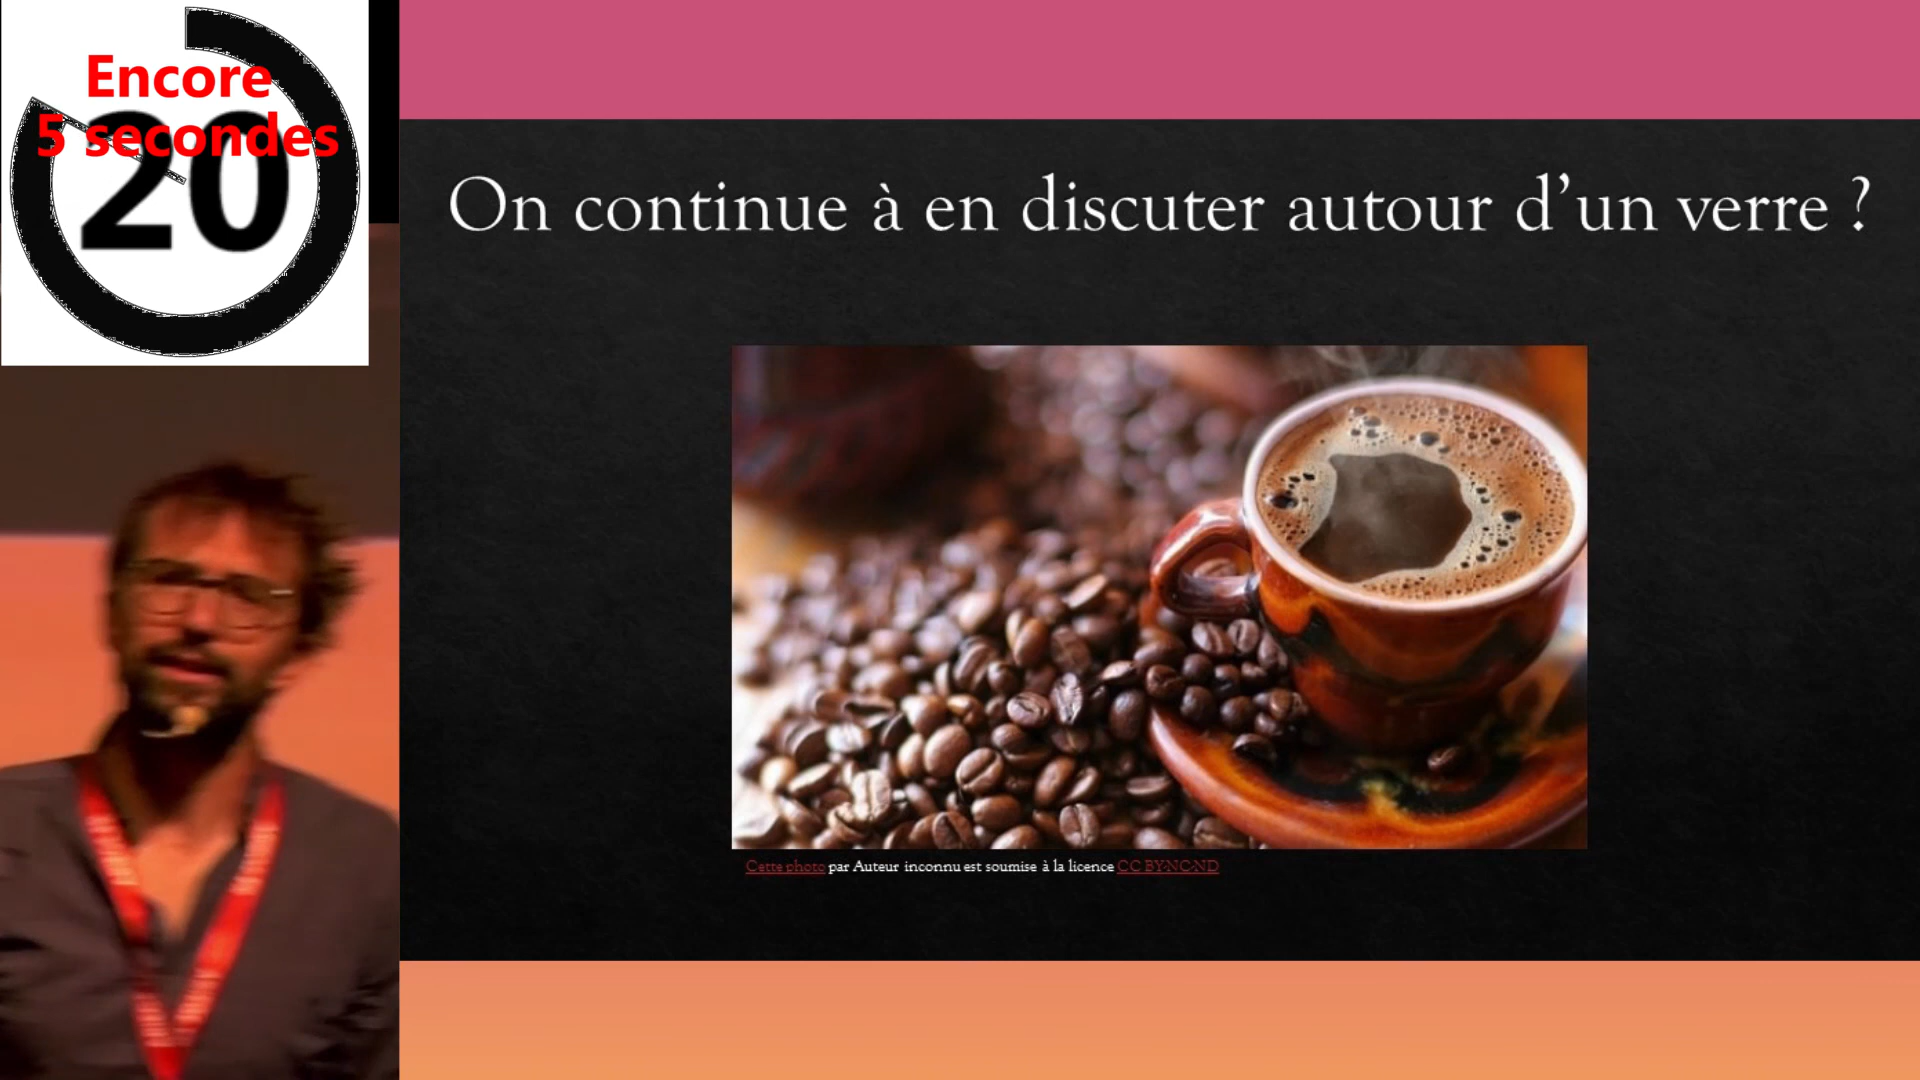 Encore
5 secondes
20
On continue à en discuter autour d’un verre ?
Cette photo par Auteur inconnu est soumise à la licence CC BY-NC-ND